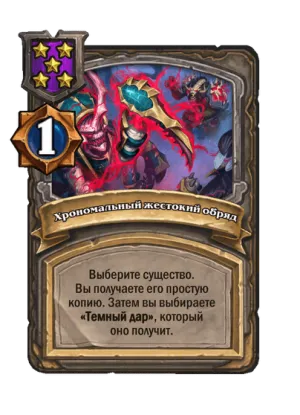 1
Хрономальный жестокий обряд
Выберите существо.
Вы получаете его простую
копию. Затем вы выбираете
«Темный дар», который
оно получит.